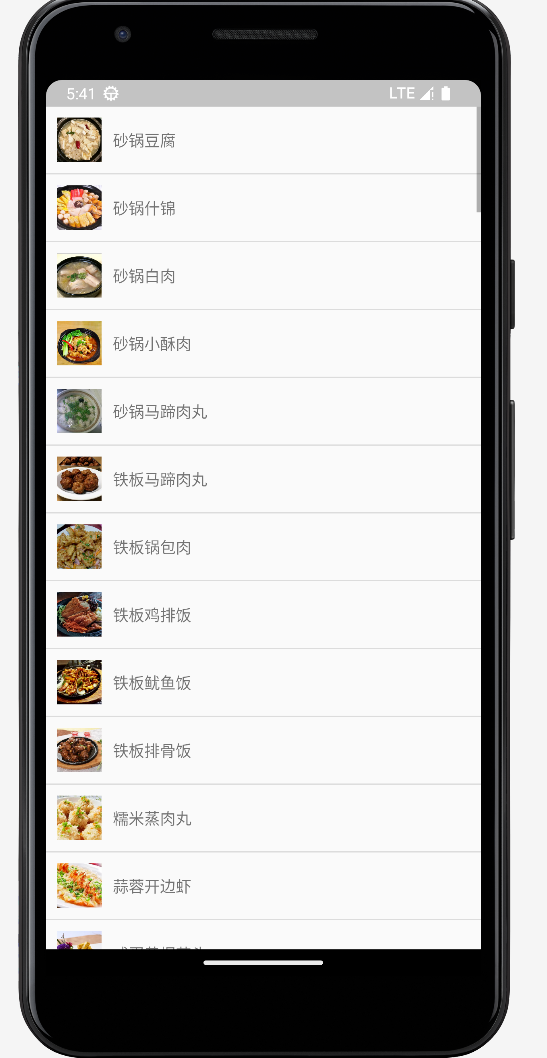 5:41
LTE
砂锅豆腐
砂锅什锦
砂锅白肉
砂锅小酥肉
砂锅马蹄肉丸
铁板马蹄肉丸
铁板锅包肉
铁板鸡排饭
铁板鱿鱼饭
铁板排骨饭
糯米蒸肉丸
蒜蓉开边虾